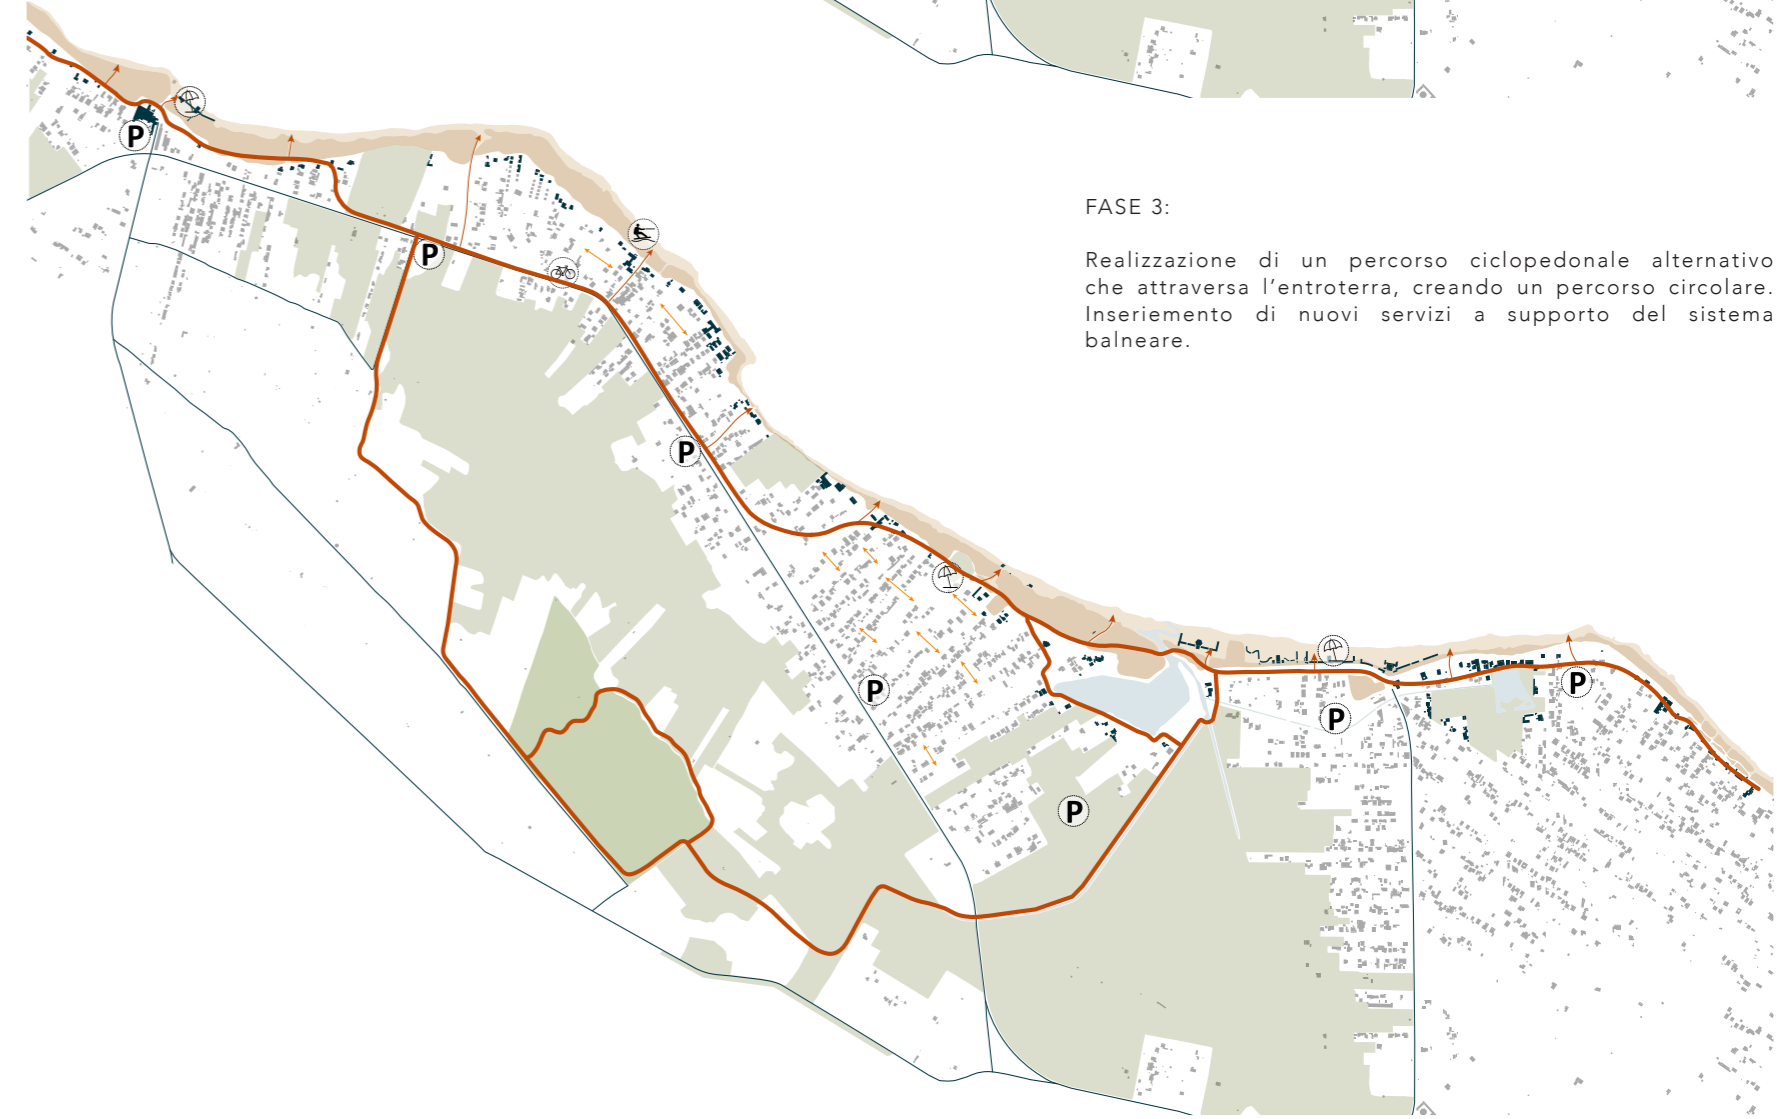 P
P
FASE 3:
Realizzazione di un percorso ciclopedonale alternativo
che attraversa l'entroterra, creando un percorso circolare.
Inseriemento di nuovi servizi a supporto del sistema
balneare.
P
P
P
P
P